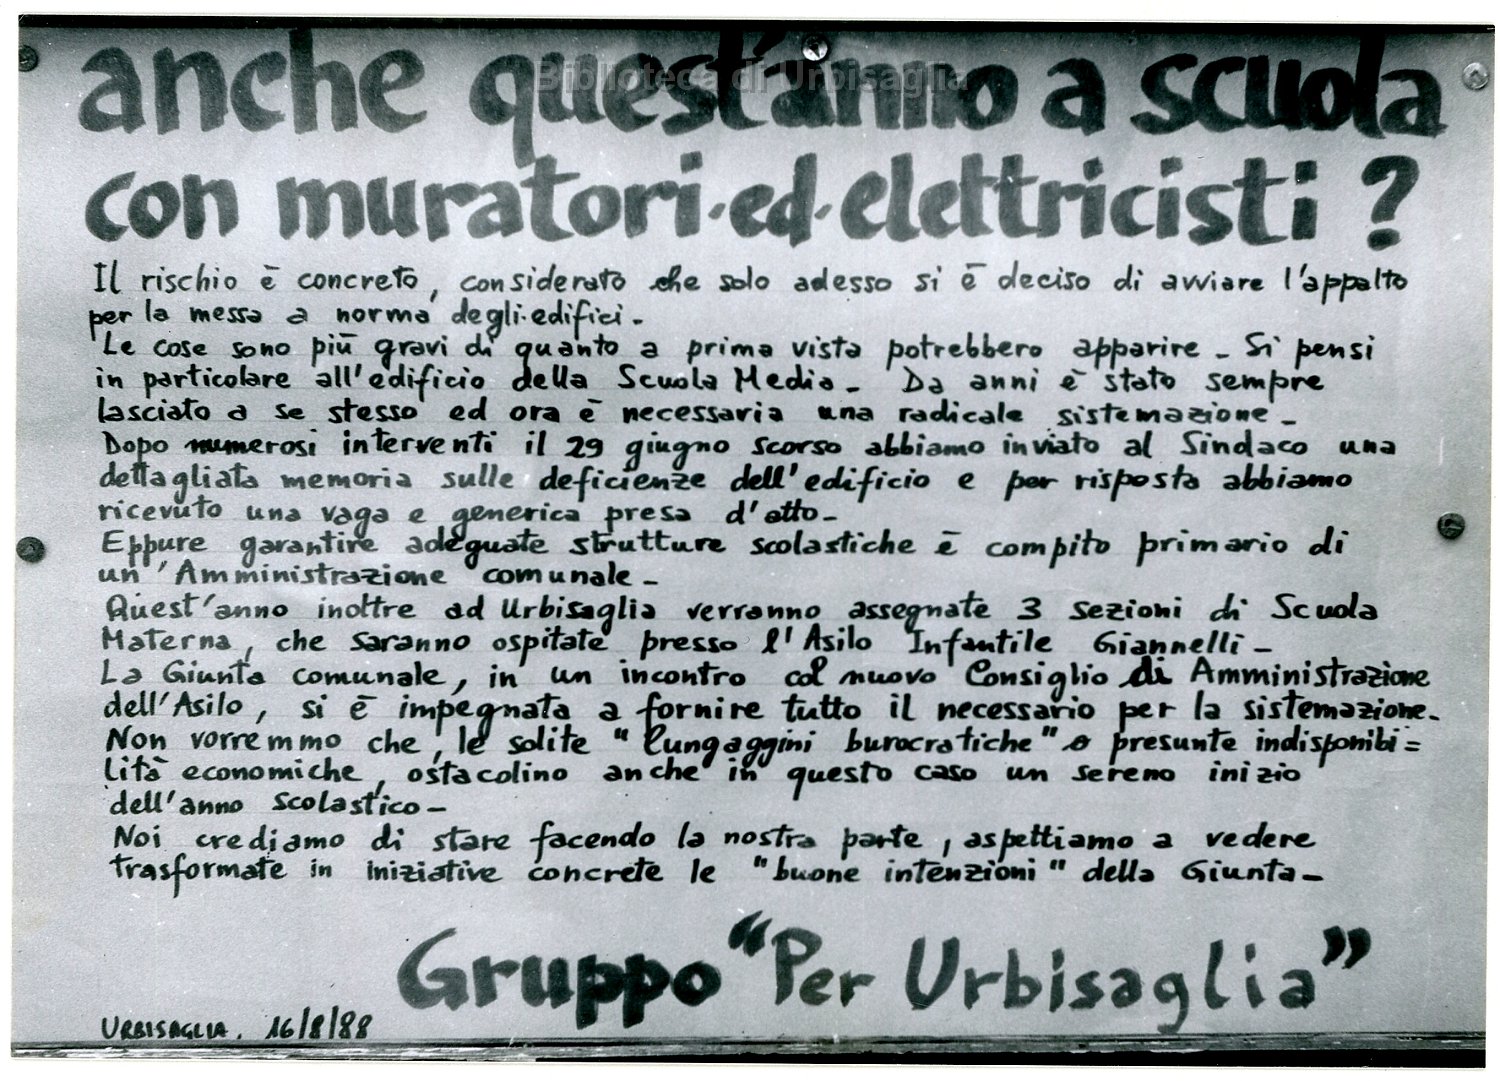 Biblioteca di Urbisaglia
anche quest'anno a scuola
con muratori ed elettricisti ?
Il rischio è concreto, considerato che solo adesso si è deciso di avviare l'appalto
per la messa a norma degli edifici -
Le cose sono più gravi di quanto a prima vista potrebbero apparire - Si pensi
in particolare all'edificio della Scuola Media - Da anni è stato sempre
lasciato a se stesso ed ora è necessaria una radicale sistemazione -
Dopo numerosi interventi il 29 giugno scorso abbiamo inviato al Sindaco una
dettagliata memoria sulle deficienze dell'edificio e per risposta abbiamo
ricevuto una vaga e generica presa d'atto -
Eppure garantire adeguate strutture scolastiche è compito primario di
un'Amministrazione comunale -
Quest'anno inoltre ad Urbisaglia verranno assegnate 3 sezioni di Scuola
Materna, che saranno ospitate presso l'Asilo Infantile Giannelli -
La Giunta comunale, in un incontro col nuovo Consiglio di Amministrazione
dell'Asilo, si è impegnata a fornire tutto il necessario per la sistemazione -
Non vorremmo che, le solite "lungaggini burocratiche" o presunte indisponibi=
lità economiche, ostacolino anche in questo caso un sereno inizio
dell'anno scolastico -
Noi crediamo di stare facendo la nostra parte, aspettiamo a vedere
trasformate in iniziative concrete le "buone intenzioni" della Giunta -
Gruppo "Per Urbisaglia"
URBISAGLIA, 16/8/88